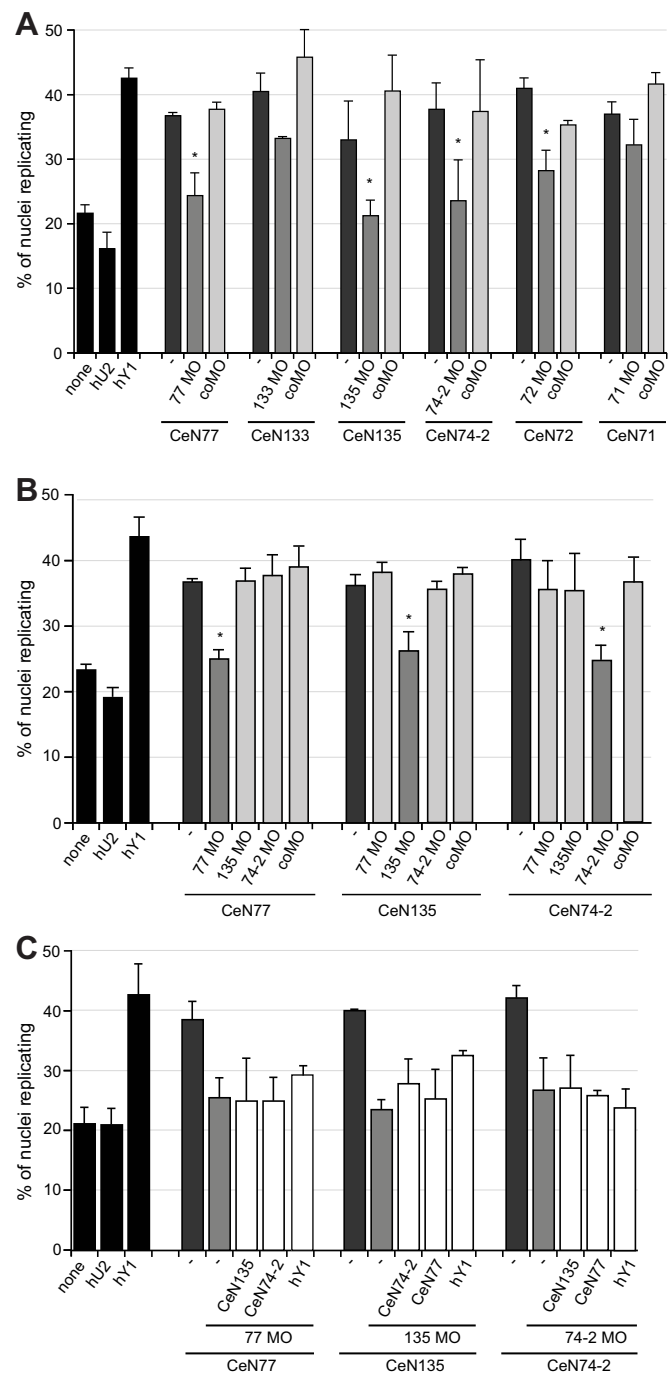 A
% of nuclei replicating
50
40
30
20
10
0
* * * *
none hU2 hY1 - 77 MO coMO - 133 MO coMO - 135 MO coMO - 74-2 MO coMO - 72 MO coMO - 71 MO coMO
CeN77 CeN133 CeN135 CeN74-2 CeN72 CeN71
B
% of nuclei replicating
50
40
30
20
10
0
* * *
none hU2 hY1 - 77 MO 135 MO 74-2 MO coMO - 77 MO 135 MO 74-2 MO coMO - 77 MO 135MO 74-2 MO coMO
CeN77 CeN135 CeN74-2
C
% of nuclei replicating
50
40
30
20
10
0
none hU2 hY1 - - CeN135 CeN74-2 hY1 - - CeN74-2 CeN77 hY1 - - CeN135 CeN77 hY1
77 MO 135 MO 74-2 MO
CeN77 CeN135 CeN74-2